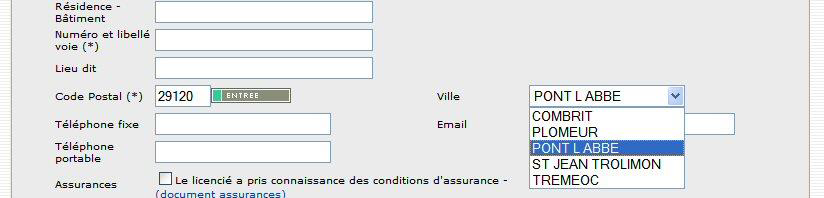 Résidence -
Bâtiment
Numéro et libellé
voie (*)
Lieu dit
Code Postal (*) 29120 ENTREE Ville PONT L ABBE
COMBRIT
Téléphone fixe Email
PLOMEUR
PONT L ABBE
Téléphone
portable
ST JEAN TROLIMON
TREMEOC
Assurances Le licencié a pris connaissance des conditions d'assurance -
(document assurances)